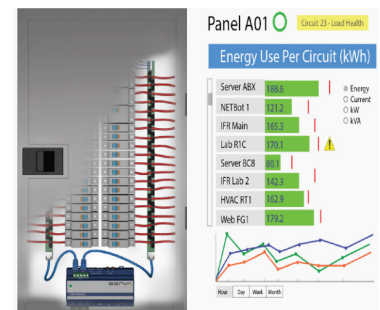 Panel A01
Circuit 23 - Load Health
Energy Use Per Circuit (kWh)
Server ABX 188.6
NETBot 1 121.2
IFR Main 165.3
Lab R1C 170.1
Server BC8 80.1
IFR Lab 2 142.3
HVAC RT1 162.9
Web FG1 179.2
Energy
Current
kW
kVA
Hour Day Week Month